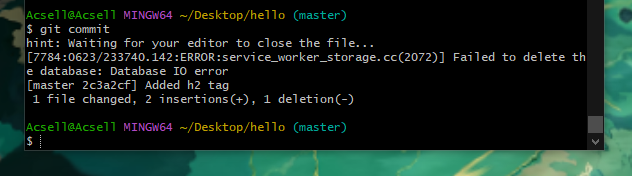 Acsell@Acsell MINGW64 ~/Desktop/hello (master)
$ git commit
hint: Waiting for your editor to close the file...
[7784:0623/233740.142:ERROR:service_worker_storage.cc(2072)] Failed to delete th
e database: Database IO error
[master 2c3a2cf] Added h2 tag
 1 file changed, 2 insertions(+), 1 deletion(-)
Acsell@Acsell MINGW64 ~/Desktop/hello (master)
$